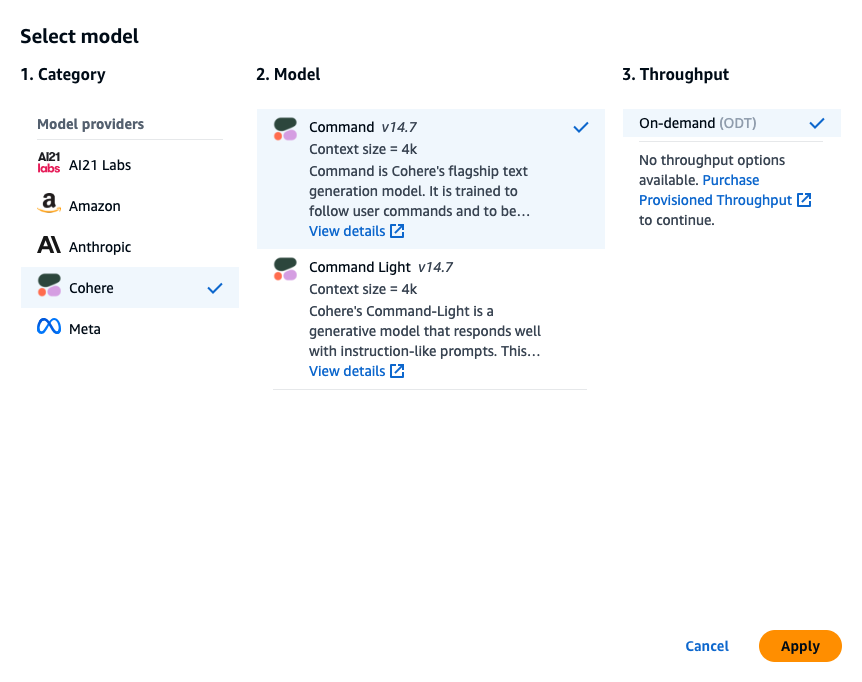 Select model
1. Category
Model providers
AI21 labs AI21 Labs
a Amazon
A\ Anthropic
Cohere
Meta
2. Model
Command v14.7
Context size = 4k
Command is Cohere's flagship text
generation model. It is trained to
follow user commands and to be…
View details
Command Light v14.7
Context size = 4k
Cohere's Command-Light is a
generative model that responds well
with instruction-like prompts. This…
View details
3. Throughput
On-demand (ODT)
No throughput options
available. Purchase
Provisioned Throughput
to continue.
Cancel
Apply